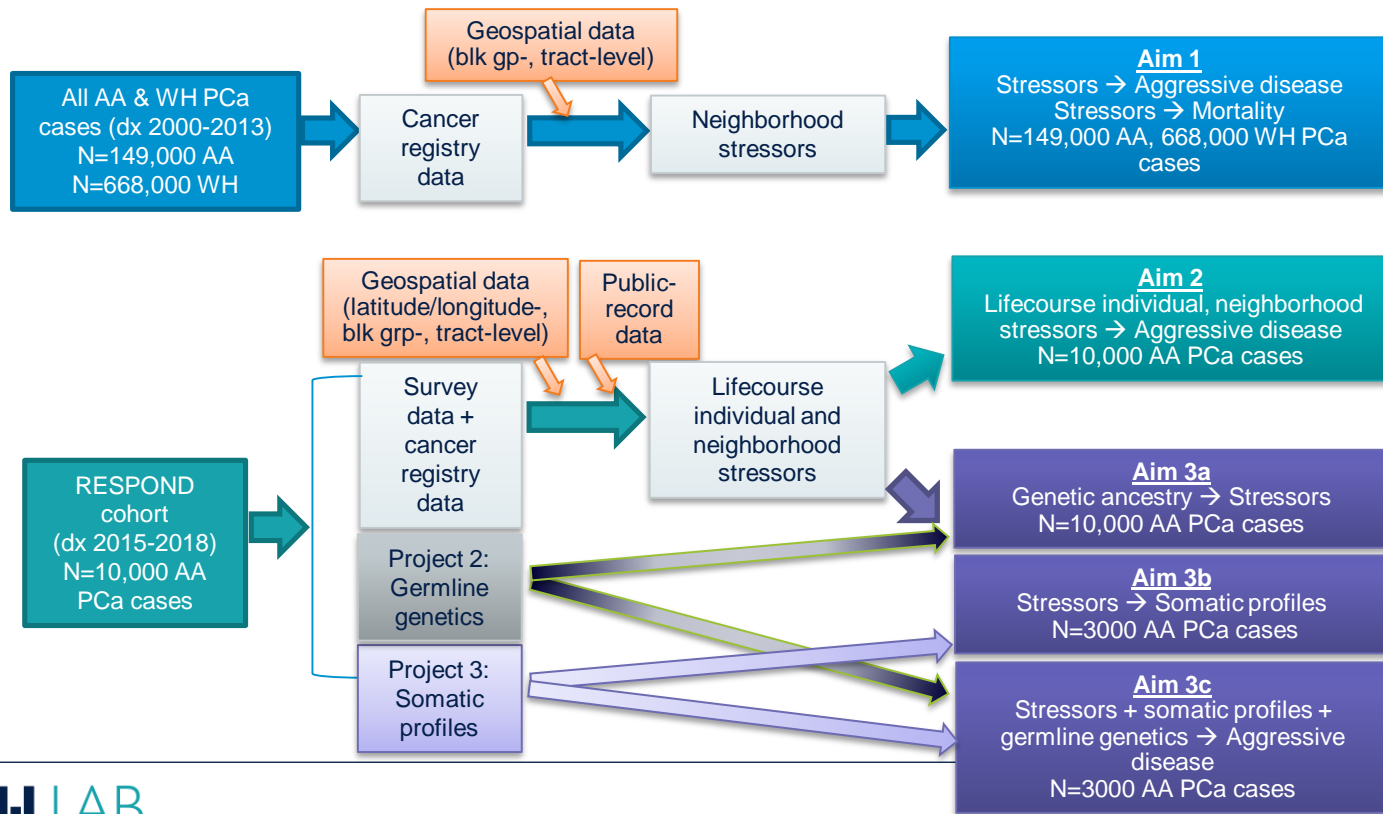 Geospatial data
(blk gp-, tract-level)
All AA & WH PCa
cases (dx 2000-2013)
N=149,000 AA
N=668,000 WH
Cancer
registry
data
Neighborhood
stressors
Aim 1
Stressors → Aggressive disease
Stressors → Mortality
N=149,000 AA, 668,000 WH PCa
cases
Geospatial data
(latitude/longitude-,
blk grp-, tract-level)
Public-
record
data
Aim 2
Lifecourse individual, neighborhood
stressors → Aggressive disease
N=10,000 AA PCa cases
Survey
data +
cancer
registry
data
Lifecourse
individual and
neighborhood
stressors
RESPOND
cohort
(dx 2015-2018)
N=10,000 AA
PCa cases
Aim 3a
Genetic ancestry → Stressors
N=10,000 AA PCa cases
Project 2:
Germline
genetics
Aim 3b
Stressors → Somatic profiles
N=3000 AA PCa cases
Project 3:
Somatic
profiles
Aim 3c
Stressors + somatic profiles +
germline genetics → Aggressive
disease
N=3000 AA PCa cases
LAB